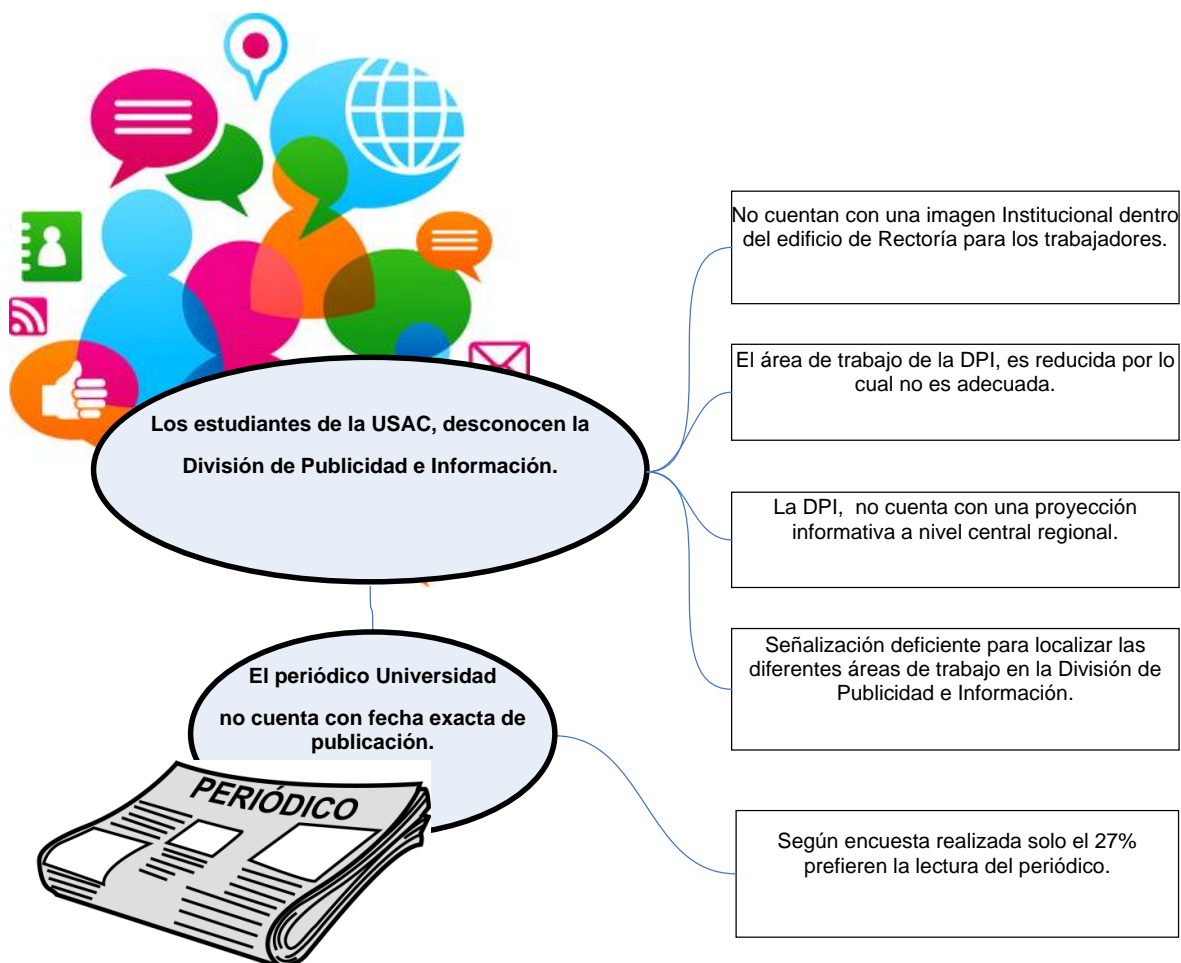 Los estudiantes de la USAC, desconocen la
División de Publicidad e Información.
No cuentan con una imagen Institucional dentro
del edificio de Rectoría para los trabajadores.
El área de trabajo de la DPI, es reducida por lo
cual no es adecuada.
La DPI, no cuenta con una proyección
informativa a nivel central regional.
Señalización deficiente para localizar las
diferentes áreas de trabajo en la División de
Publicidad e Información.
El periódico Universidad
no cuenta con fecha exacta de
publicación.
PERIÓDICO
Según encuesta realizada solo el 27%
prefieren la lectura del periódico.